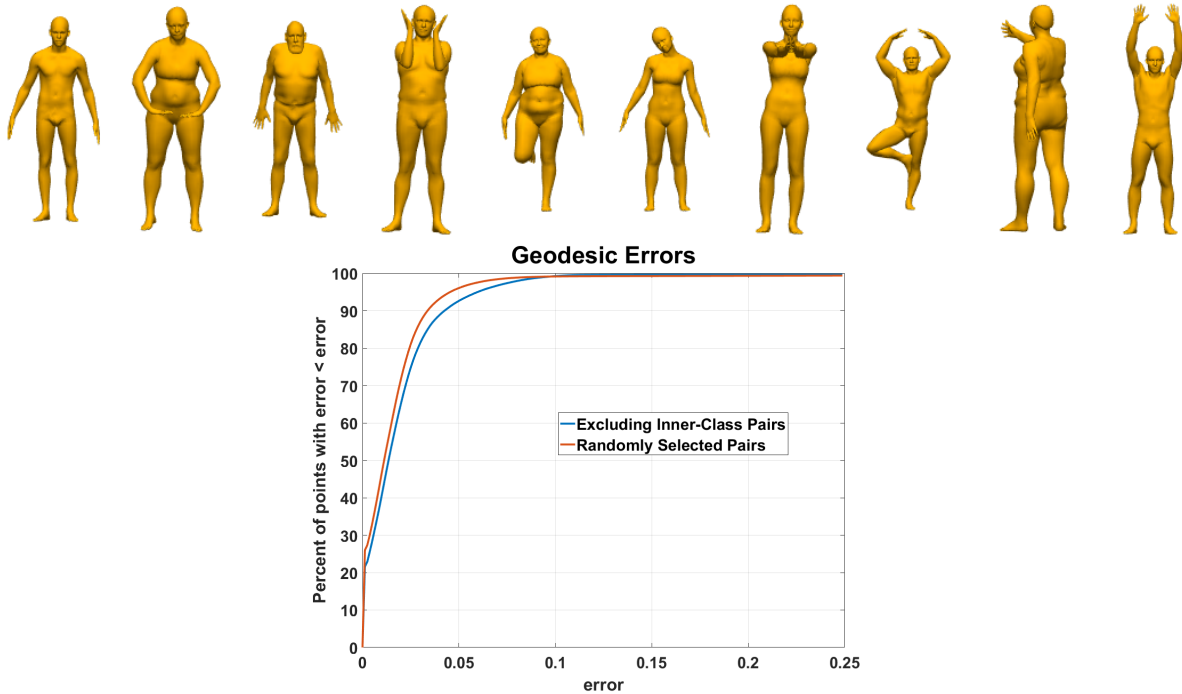 Geodesic Errors
100
90
80
70
60
50
40
30
20
10
0
Percent of points with error < error
Excluding Inner-Class Pairs
Randomly Selected Pairs
0 0.05 0.1 0.15 0.2 0.25
error